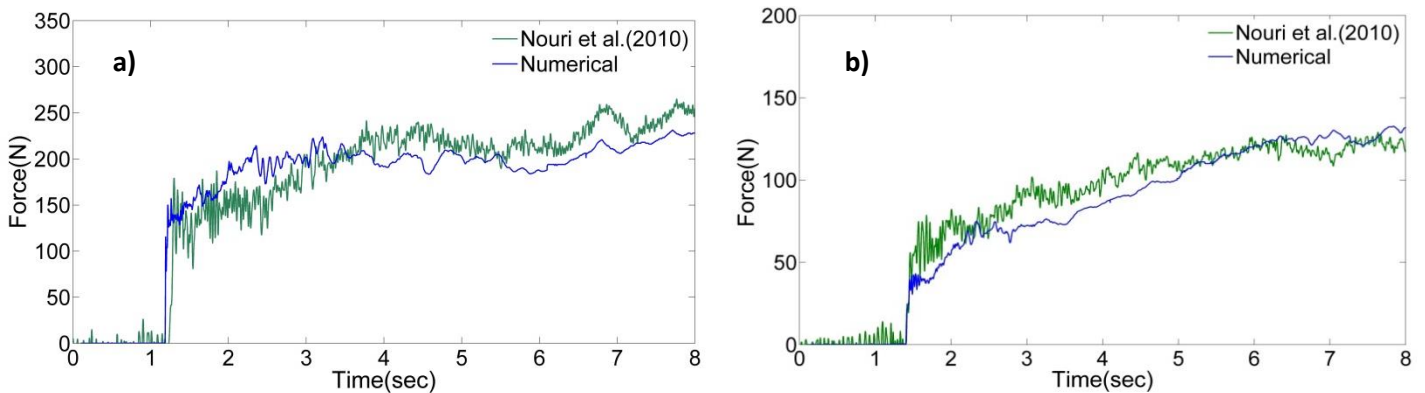 a)
Nouri et al.(2010)
Numerical
350
300
250
200
150
100
50
0
Force(N)
0 1 2 3 4 5 6 7 8
Time(sec)
b)
Nouri et al.(2010)
Numerical
200
150
100
50
0
Force(N)
0 1 2 3 4 5 6 7 8
Time(sec)